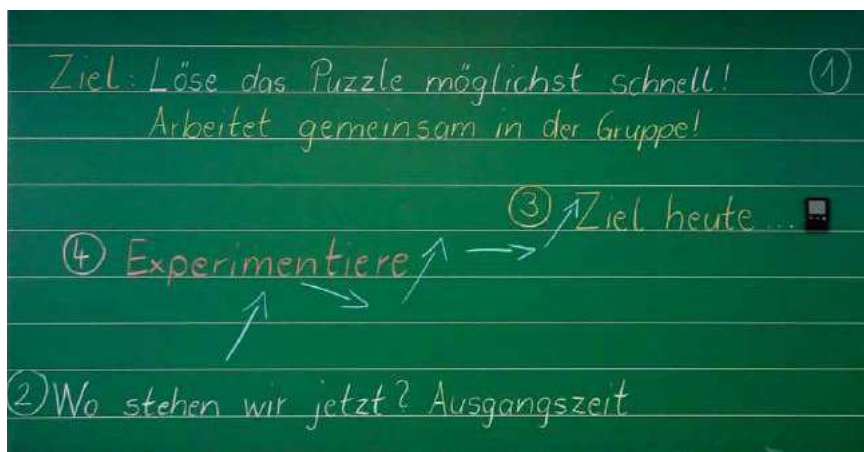 Ziel: Löse das Puzzle möglichst schnell! ①
Arbeitet gemeinsam in der Gruppe!
③ Ziel heute...
④ Experimentiere
② Wo stehen wir jetzt? Ausgangszeit